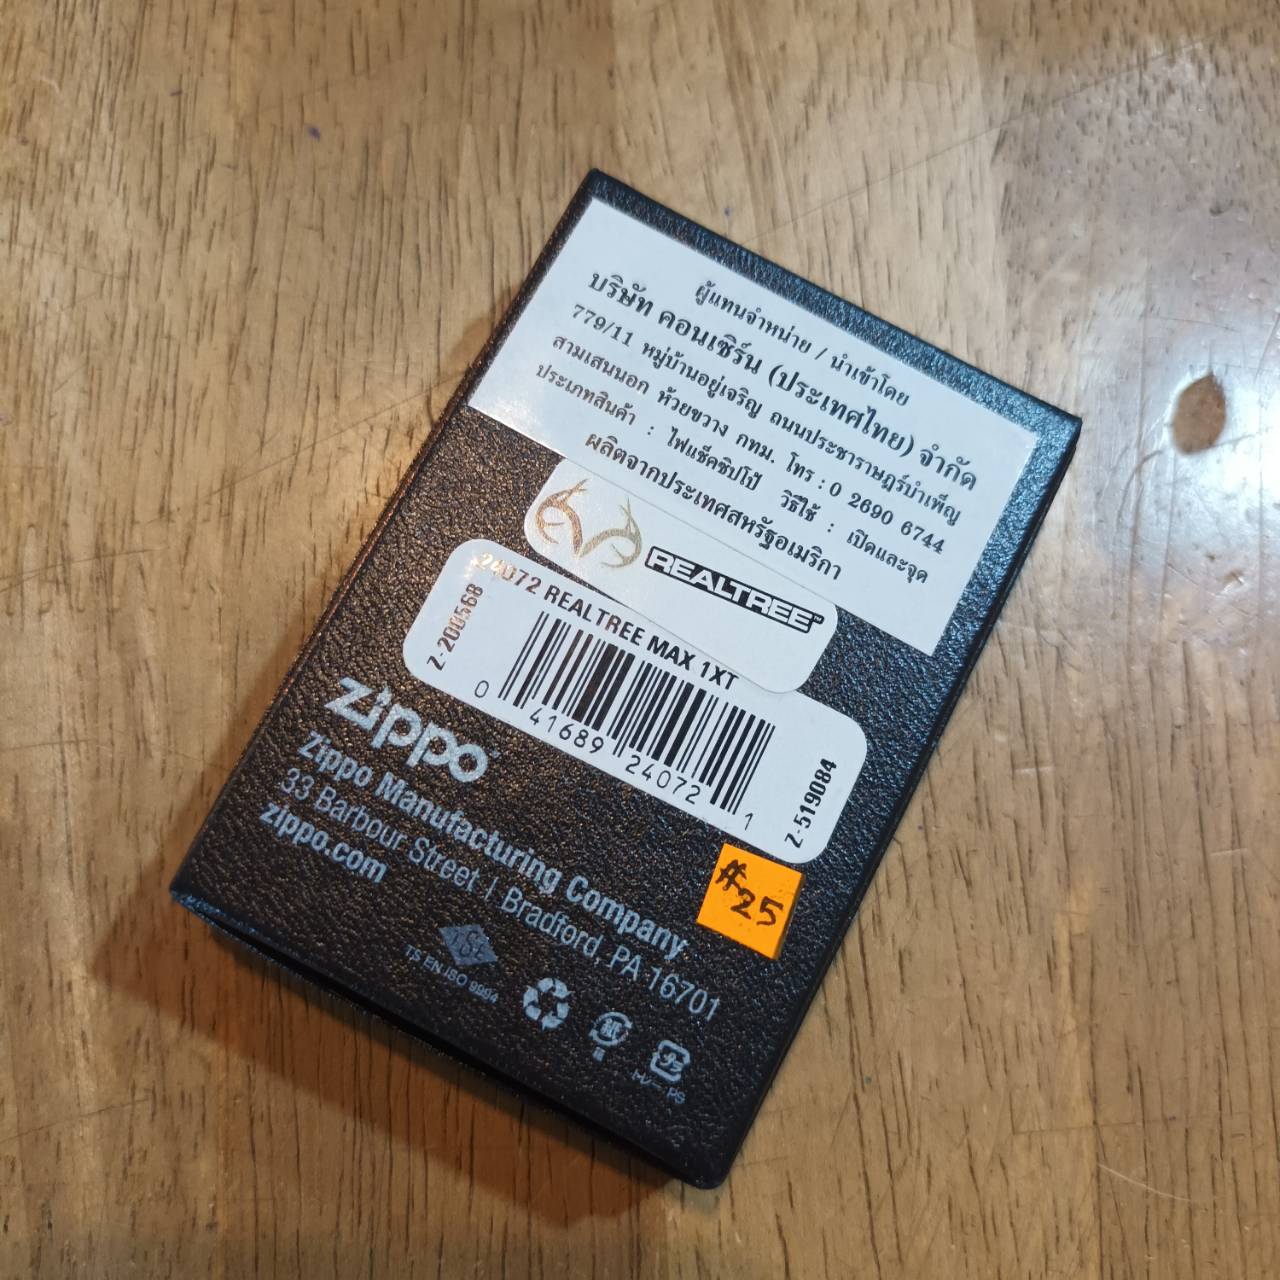 ผู้แทนจำหน่าย / นำเข้าโดย
บริษัท คอนเซิร์น (ประเทศไทย) จำกัด
779/11 หมู่บ้านอยู่เจริญ ถนนประชาราษฎร์บำเพ็ญ
สามเสนนอก ห้วยขวาง กทม. โทร : 0 2690 6744
ประเภทสินค้า : ไฟแช็คซิปโป้ วิธีใช้ : เปิดและจุด
ผลิตจากประเทศสหรัฐอเมริกา
REALTREE™
24072 REALTREE MAX 1XT
Z-200568
0 41689 24072 1
Z-519084
#25
zippo
Zippo Manufacturing Company
33 Barbour Street | Bradford, PA 16701
zippo.com
TSE
TS EN ISO 9994
紙
プラ